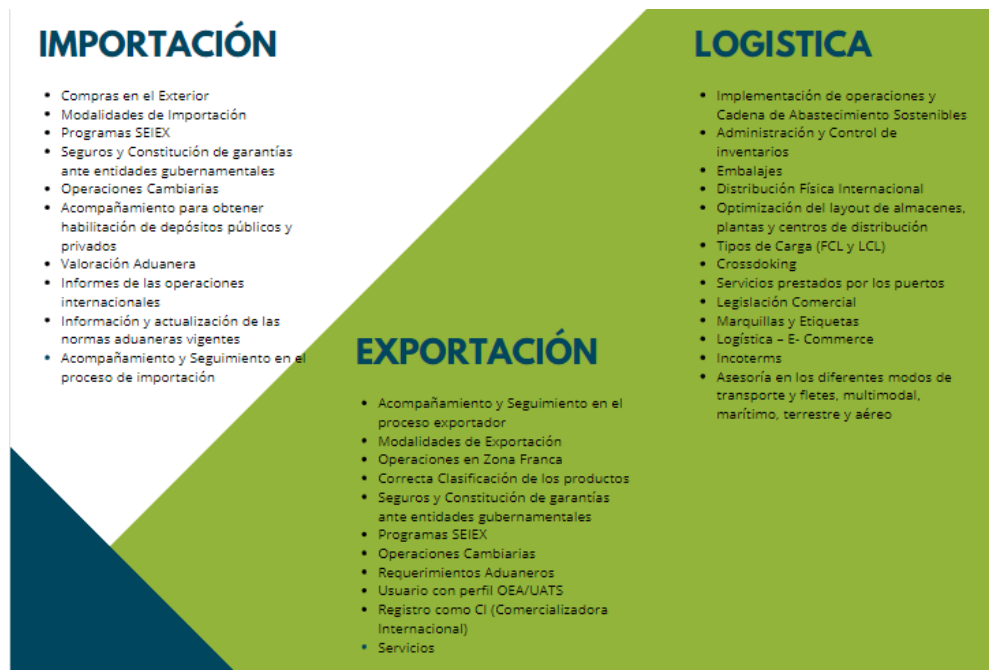 IMPORTACIÓN
• Compras en el Exterior
• Modalidades de Importación
• Programas SEIEX
• Seguros y Constitución de garantías
ante entidades gubernamentales
• Operaciones Cambiarias
• Acompañamiento para obtener
habilitación de depósitos públicos y
privados
• Valoración Aduanera
• Informes de las operaciones
internacionales
• Información y actualización de las
normas aduaneras vigentes
• Acompañamiento y Seguimiento en el
proceso de importación
EXPORTACIÓN
• Acompañamiento y Seguimiento en el
proceso exportador
• Modalidades de Exportación
• Operaciones en Zona Franca
• Correcta Clasificación de los productos
• Seguros y Constitución de garantías
ante entidades gubernamentales
• Programas SEIEX
• Operaciones Cambiarias
• Requerimientos Aduaneros
• Usuario con perfil OEA/UATS
• Registro como CI (Comercializadora
Internacional)
• Servicios
LOGISTICA
• Implementación de operaciones y
Cadena de Abastecimiento Sostenibles
• Administración y Control de
inventarios
• Embalajes
• Distribución Física Internacional
• Optimización del layout de almacenes,
plantas y centros de distribución
• Tipos de Carga (FCL y LCL)
• Crossdoking
• Servicios prestados por los puertos
• Legislación Comercial
• Marquillas y Etiquetas
• Logística – E- Commerce
• Incoterms
• Asesoría en los diferentes modos de
transporte y fletes, multimodal,
marítimo, terrestre y aéreo